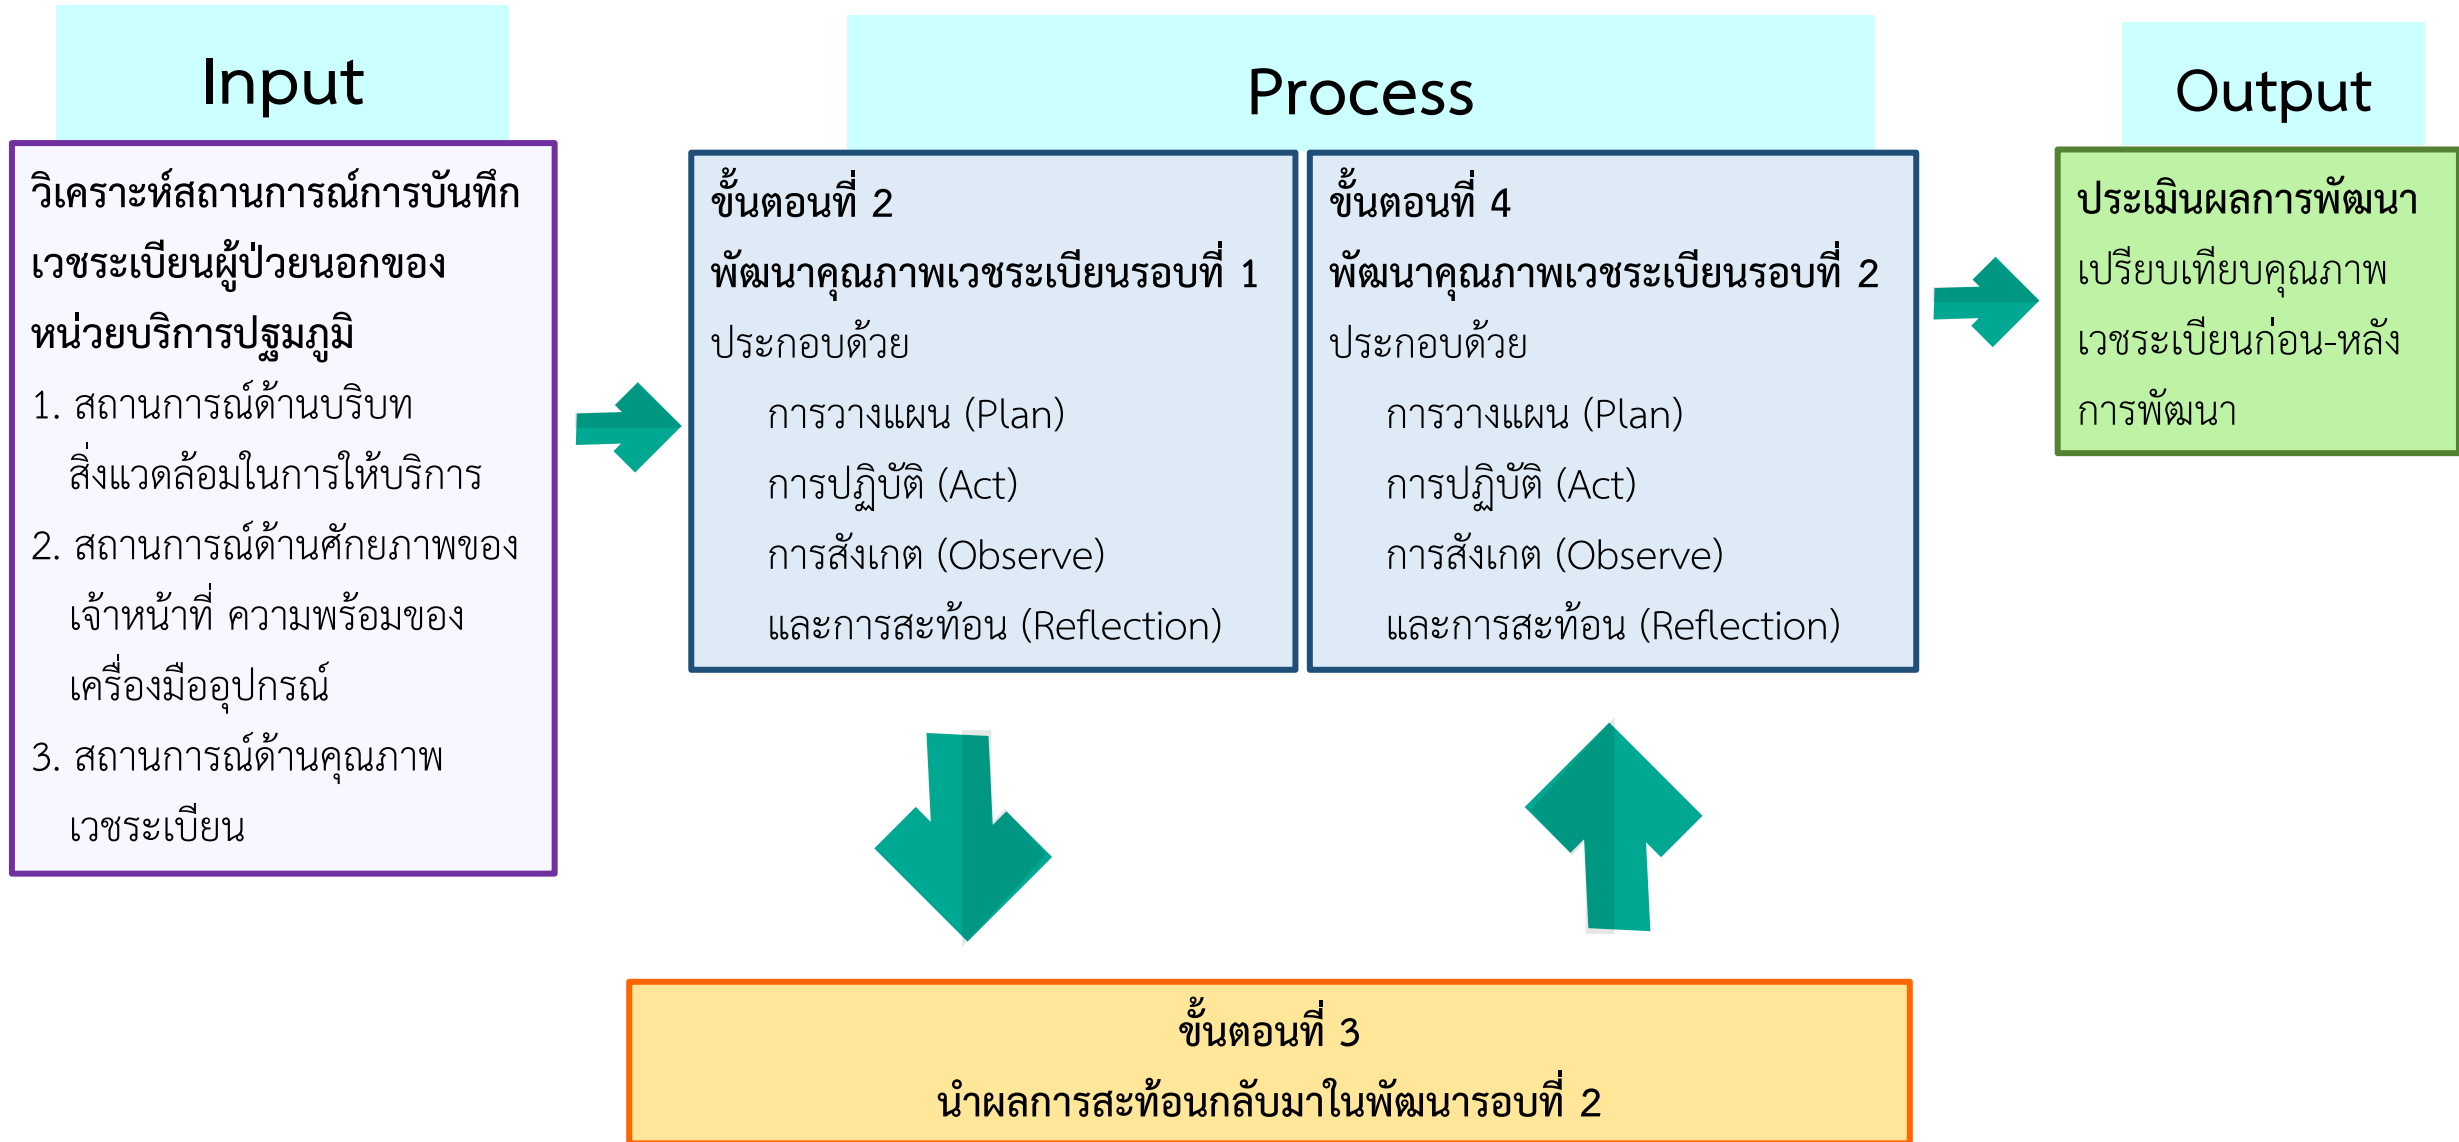 Input
วิเคราะห์สถานการณ์การบันทึก
เวชระเบียนผู้ป่วยนอกของ
หน่วยบริการปฐมภูมิ
1. สถานการณ์ด้านบริบท
สิ่งแวดล้อมในการให้บริการ
2. สถานการณ์ด้านศักยภาพของ
เจ้าหน้าที่ ความพร้อมของ
เครื่องมืออุปกรณ์
3. สถานการณ์ด้านคุณภาพ
เวชระเบียน
Process
ขั้นตอนที่ 2
พัฒนาคุณภาพเวชระเบียนรอบที่ 1
ประกอบด้วย
การวางแผน (Plan)
การปฏิบัติ (Act)
การสังเกต (Observe)
และการสะท้อน (Reflection)
ขั้นตอนที่ 4
พัฒนาคุณภาพเวชระเบียนรอบที่ 2
ประกอบด้วย
การวางแผน (Plan)
การปฏิบัติ (Act)
การสังเกต (Observe)
และการสะท้อน (Reflection)
ขั้นตอนที่ 3
นำผลการสะท้อนกลับมาในพัฒนารอบที่ 2
Output
ประเมินผลการพัฒนา
เปรียบเทียบคุณภาพ
เวชระเบียนก่อน-หลัง
การพัฒนา